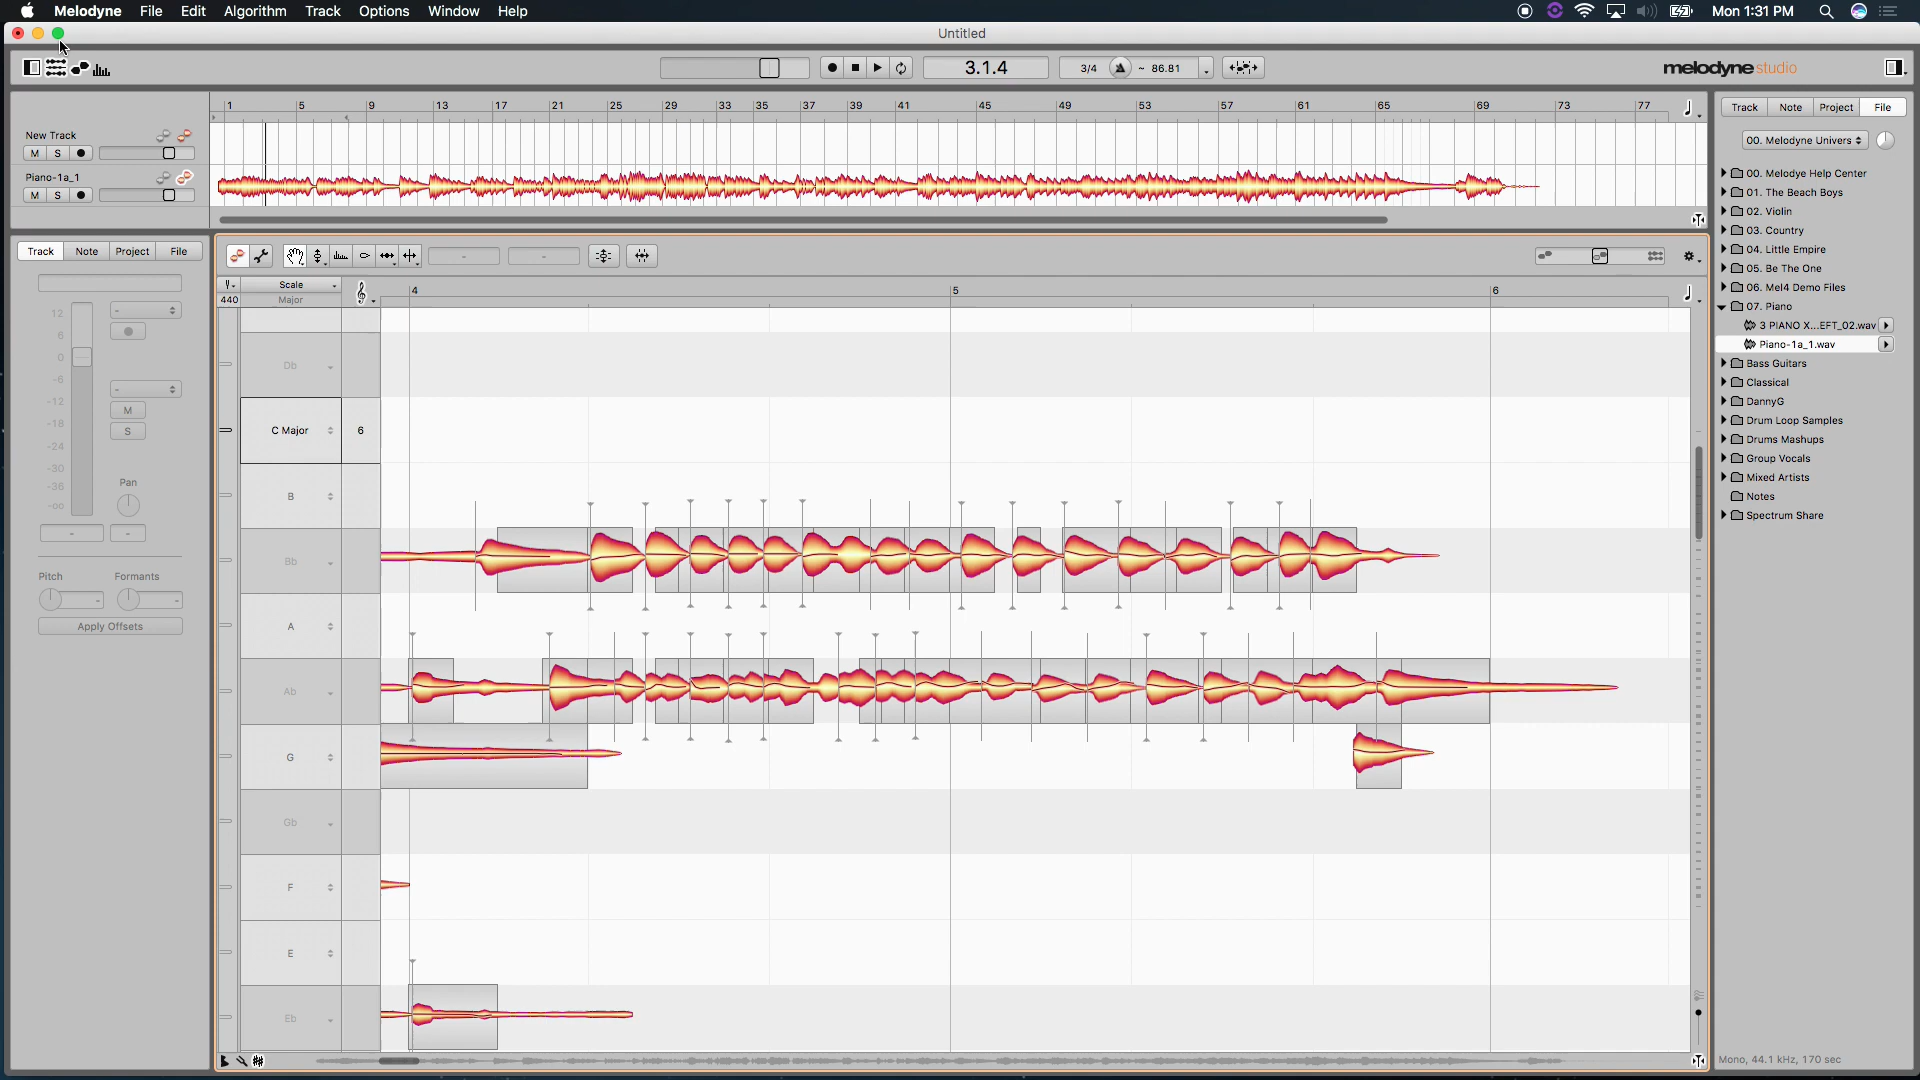 Melodyne File Edit Algorithm Track Options Window Help Mon 1:31 PM
Untitled
3.1.4 3/4 ~ 86.81 melodyne studio
1 5 9 13 17 21 25 29 33 35 37 39 41 45 49 53 57 61 65 69 73 77
New Track
M S
Piano-1a_1
M S
Track Note Project File
00. Melodyne Univers
00. Melodye Help Center
01. The Beach Boys
02. Violin
03. Country
04. Little Empire
05. Be The One
06. Mel4 Demo Files
07. Piano
3 PIANO X...EFT_02.wav
Piano-1a_1.wav
Bass Guitars
Classical
DannyG
Drum Loop Samples
Drums Mashups
Group Vocals
Mixed Artists
Notes
Spectrum Share
Mono, 44.1 kHz, 170 sec
Track Note Project File
12
6
0
-6
-12
-18
-24
-30
-36
-oo
M
S
Pan
Pitch Formants
Apply Offsets
Scale
440 Major
4 5 6
Db
C Major 6
B
Bb
A
Ab
G
Gb
F
E
Eb